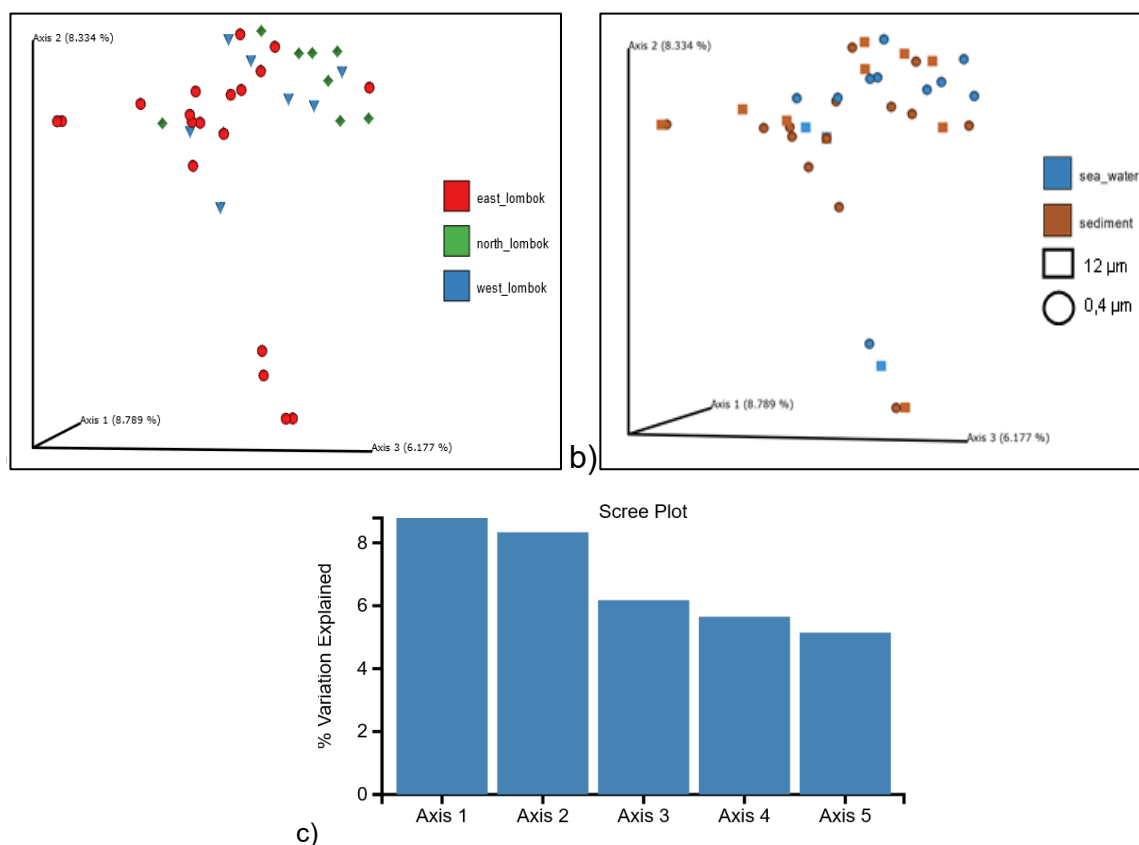 Axis 2 (8.334 %)
east_lombok
north_lombok
west_lombok
Axis 1 (8.789 %)
Axis 3 (6.177 %)
b)
Axis 2 (8.334 %)
sea_water
sediment
12 µm
0,4 µm
Axis 1 (8.789 %)
Axis 3 (6.177 %)
Scree Plot
% Variation Explained
8
6
4
2
0
Axis 1 Axis 2 Axis 3 Axis 4 Axis 5
c)